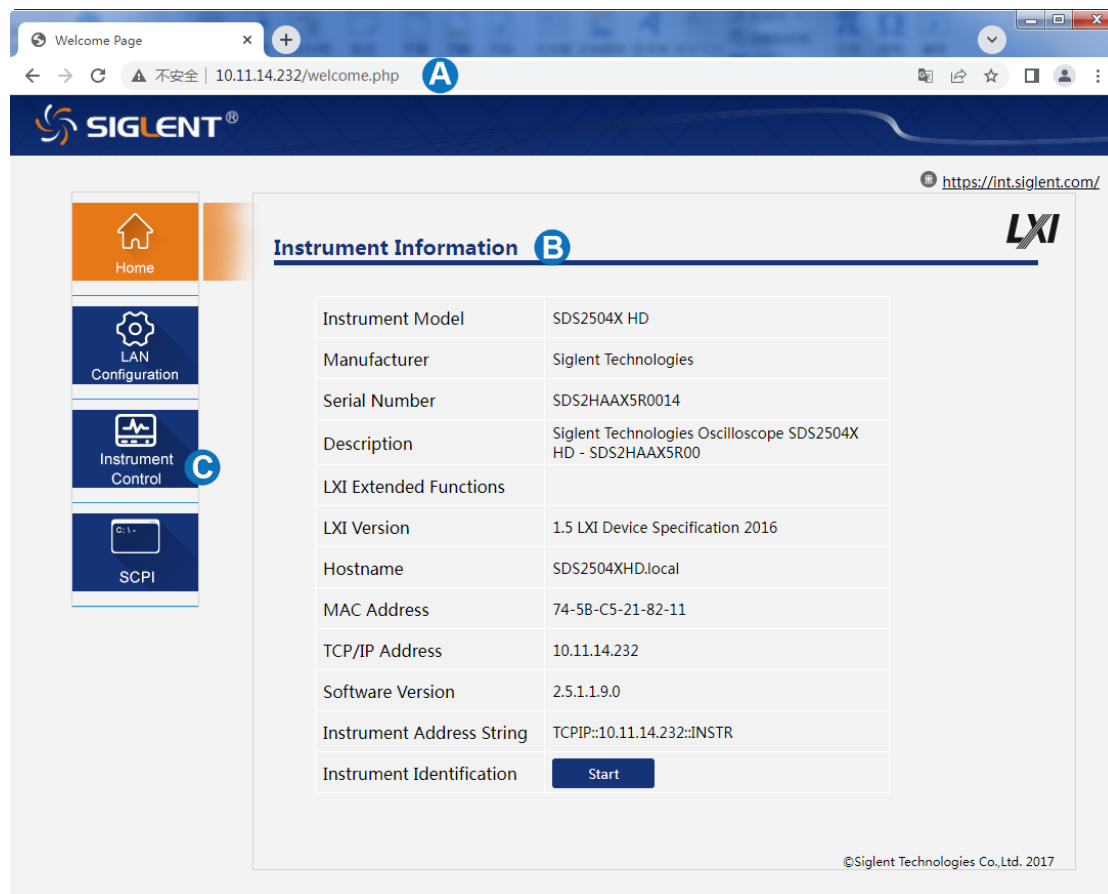 Welcome Page
不安全 10.11.14.232/welcome.php A
SIGLENT®
https://int.siglent.com/
LXI
Home
Instrument Information B
LAN
Configuration
Instrument
Control C
C:\-
SCPI
Instrument Model SDS2504X HD
Manufacturer Siglent Technologies
Serial Number SDS2HAAX5R0014
Description Siglent Technologies Oscilloscope SDS2504X
HD - SDS2HAAX5R00
LXI Extended Functions
LXI Version 1.5 LXI Device Specification 2016
Hostname SDS2504XHD.local
MAC Address 74-5B-C5-21-82-11
TCP/IP Address 10.11.14.232
Software Version 2.5.1.1.9.0
Instrument Address String TCPIP::10.11.14.232::INSTR
Instrument Identification Start
©Siglent Technologies Co.,Ltd. 2017